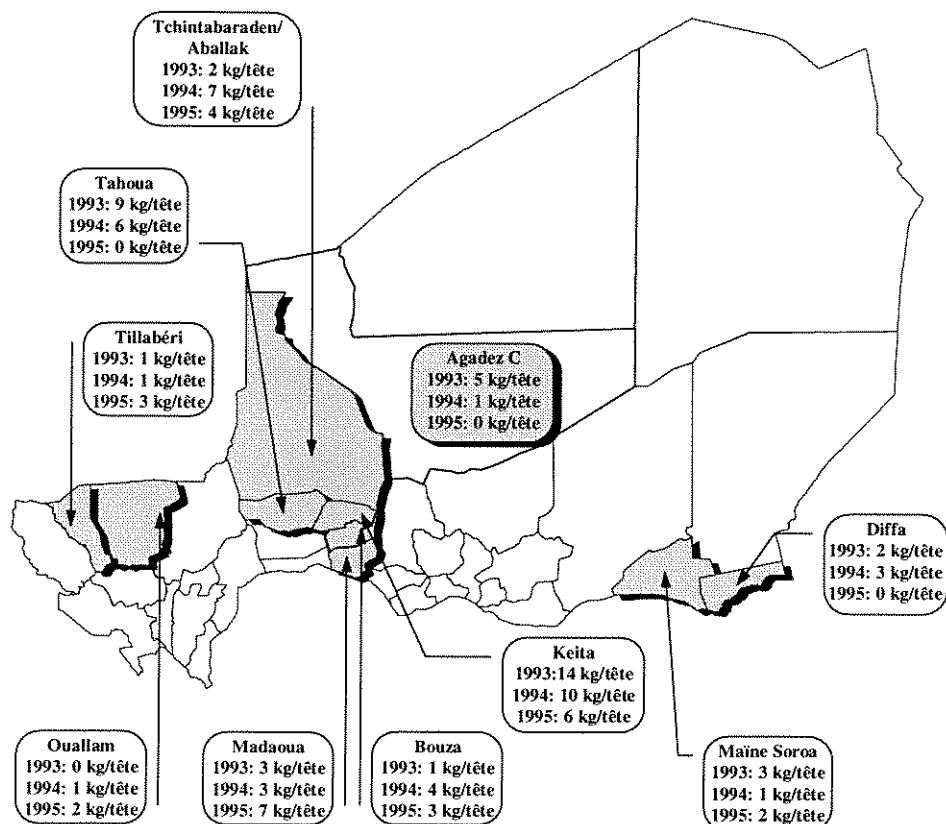 Tchintabaraden/
Aballak
1993: 2 kg/tête
1994: 7 kg/tête
1995: 4 kg/tête
Tahoua
1993: 9 kg/tête
1994: 6 kg/tête
1995: 0 kg/tête
Tillabéri
1993: 1 kg/tête
1994: 1 kg/tête
1995: 3 kg/tête
Agadez C
1993: 5 kg/tête
1994: 1 kg/tête
1995: 0 kg/tête
Diffa
1993: 2 kg/tête
1994: 3 kg/tête
1995: 0 kg/tête
Keita
1993:14 kg/tête
1994: 10 kg/tête
1995: 6 kg/tête
Ouallam
1993: 0 kg/tête
1994: 1 kg/tête
1995: 2 kg/tête
Madaoua
1993: 3 kg/tête
1994: 3 kg/tête
1995: 7 kg/tête
Bouza
1993: 1 kg/tête
1994: 4 kg/tête
1995: 3 kg/tête
Maïne Soroa
1993: 3 kg/tête
1994: 1 kg/tête
1995: 2 kg/tête